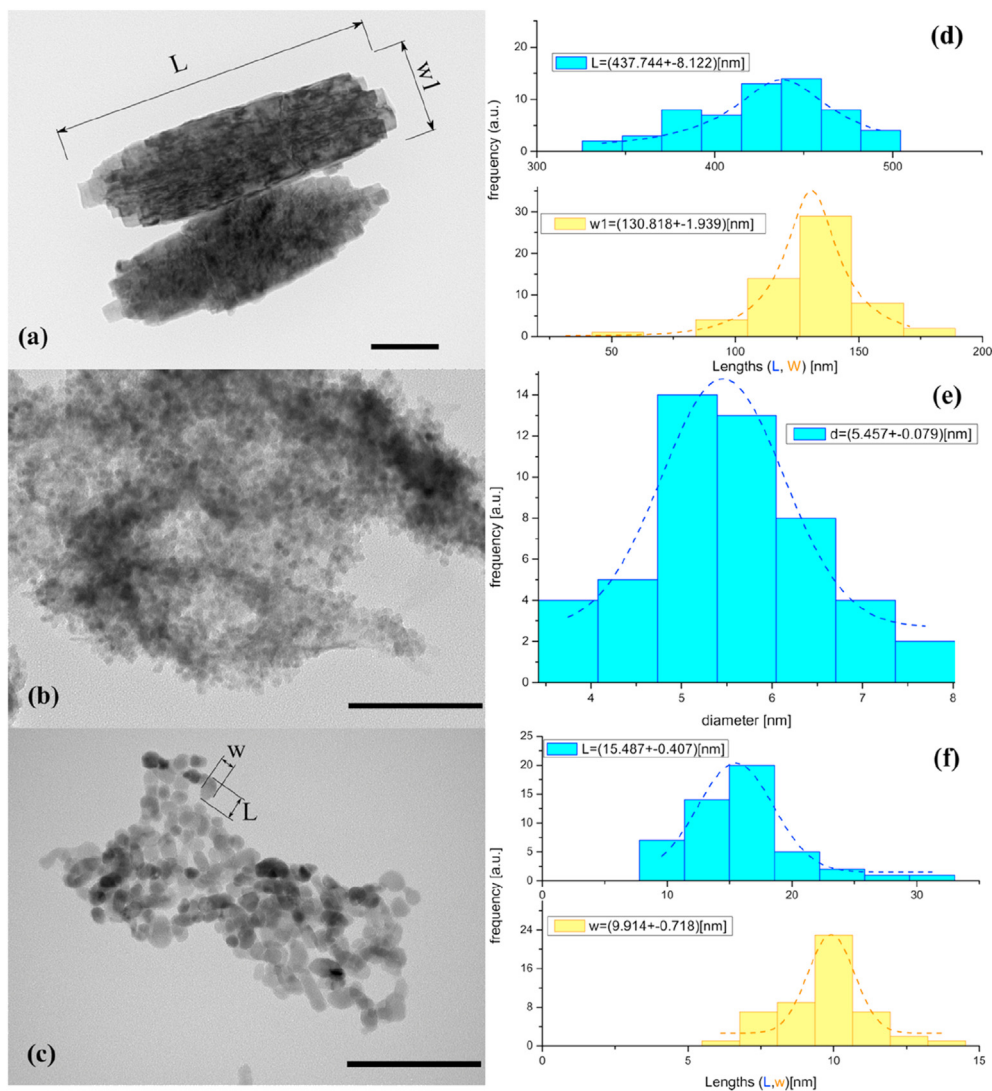 L
w1
(a)
(b)
w
L
(c)
(d)
frequency (a.u.)
20
10
0
L=(437.744+-8.122)[nm]
300
400
500
30
20
10
0
w1=(130.818+-1.939)[nm]
50
100
150
200
Lengths (L, W) [nm]
(e)
frequency [a.u.]
14
12
10
8
6
4
2
0
d=(5.457+-0.079)[nm]
4
5
6
7
8
diameter [nm]
(f)
frequency [a.u.]
25
20
15
10
5
0
L=(15.487+-0.407)[nm]
0
10
20
30
24
18
12
6
0
w=(9.914+-0.718)[nm]
0
5
10
15
Lengths (L,w)[nm]